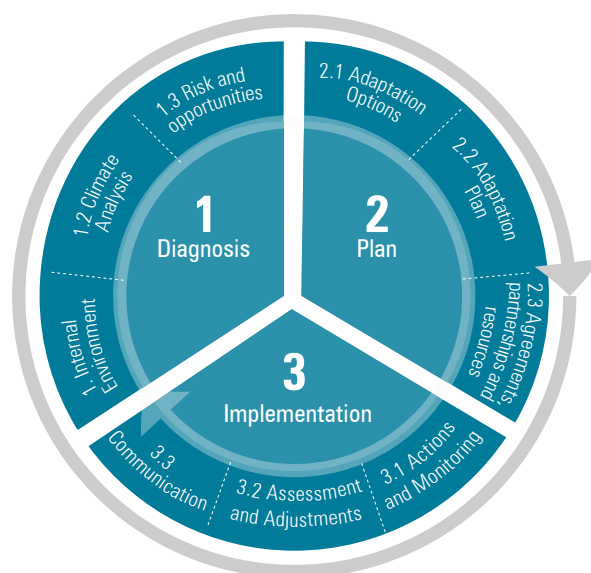 1
Diagnosis
1. Internal
Environment
1.2 Climate
Analysis
1.3 Risk and
opportunities
2
Plan
2.1 Adaptation
Options
2.2 Adaptation
Plan
2.3 Agreements,
partnerships and,
resources
3
Implementation
3.1 Actions
and Monitoring
3.2 Assessment
and Adjustments
3.3
Communication